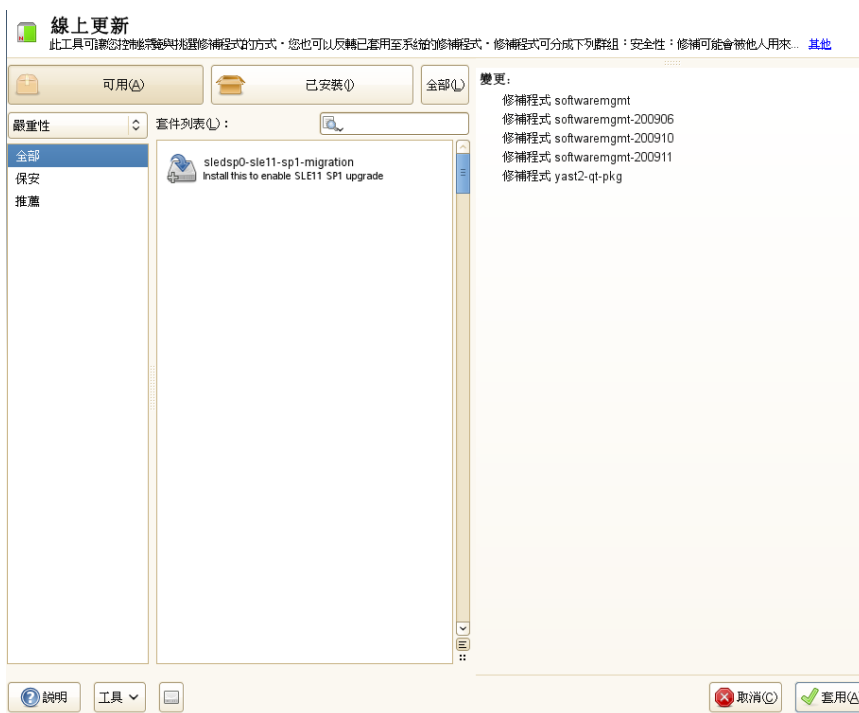 線上更新
此工具可讓您控制綜覽與挑選修補程式的方式。您也可以反轉已套用至系統的修補程式。修補程式可分成下列群組：安全性：修補可能會被他人用來... 其他
可用(A)
已安裝(I)
全部(L)
嚴重性
套件列表(L)：
全部
保安
推薦
sledsp0-sle11-sp1-migration
Install this to enable SLE11 SP1 upgrade
變更:
修補程式 softwaremgmt
修補程式 softwaremgmt-200906
修補程式 softwaremgmt-200910
修補程式 softwaremgmt-200911
修補程式 yast2-qt-pkg
説明
工具
取消(C)
套用(A